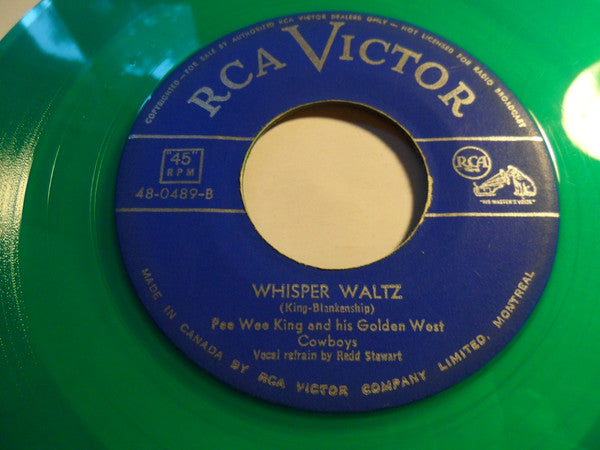 COPYRIGHTED—FOR SALE BY AUTHORIZED RCA VICTOR DEALERS ONLY — NOT LICENSED FOR RADIO BROADCAST
RCA VICTOR
"45"
RPM
48-0489-B
RCA
"HIS MASTER'S VOICE"
WHISPER WALTZ
(King-Blankenship)
Pee Wee King and his Golden West
Cowboys
Vocal refrain by Redd Stewart
MADE IN CANADA BY RCA VICTOR COMPANY LIMITED, MONTREAL